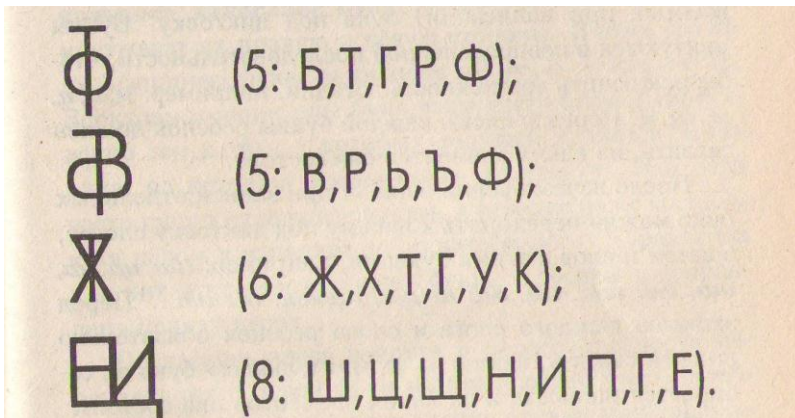 (5: Б,Т,Г,Р,Ф);
(5: В,Р,Ь,Ъ,Ф);
(6: Ж,Х,Т,Г,У,К);
(8: Ш,Ц,Щ,Н,И,П,Г,Е).